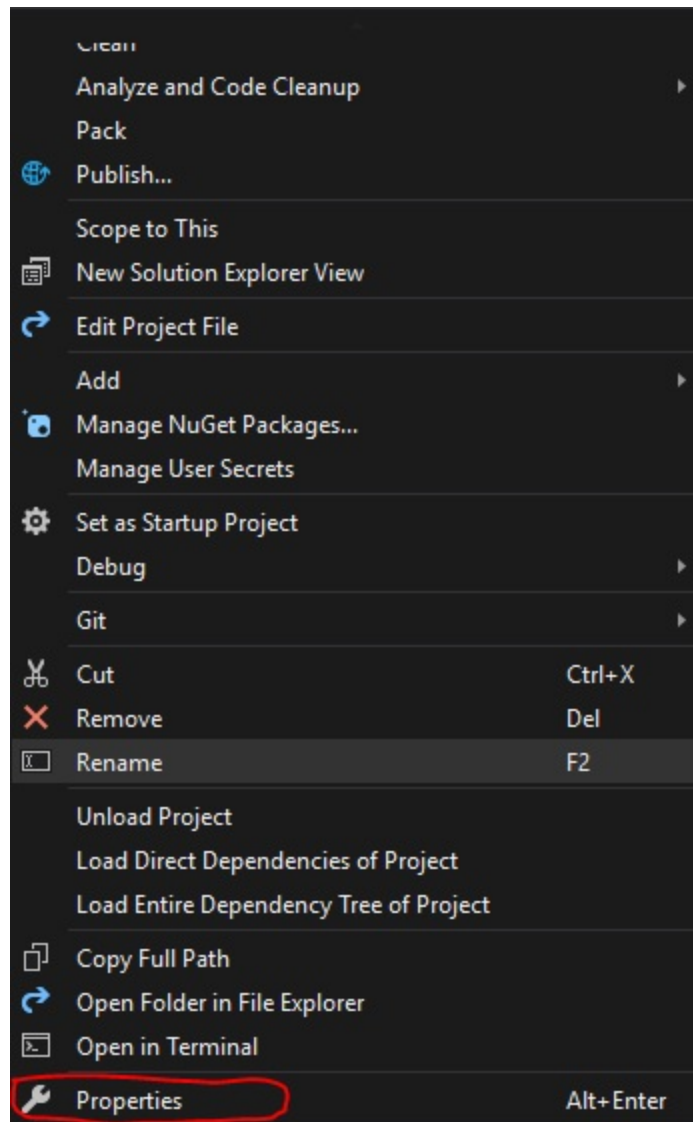 Clean
Analyze and Code Cleanup
Pack
Publish...
Scope to This
New Solution Explorer View
Edit Project File
Add
Manage NuGet Packages...
Manage User Secrets
Set as Startup Project
Debug
Git
Cut Ctrl+X
Remove Del
Rename F2
Unload Project
Load Direct Dependencies of Project
Load Entire Dependency Tree of Project
Copy Full Path
Open Folder in File Explorer
Open in Terminal
Properties Alt+Enter